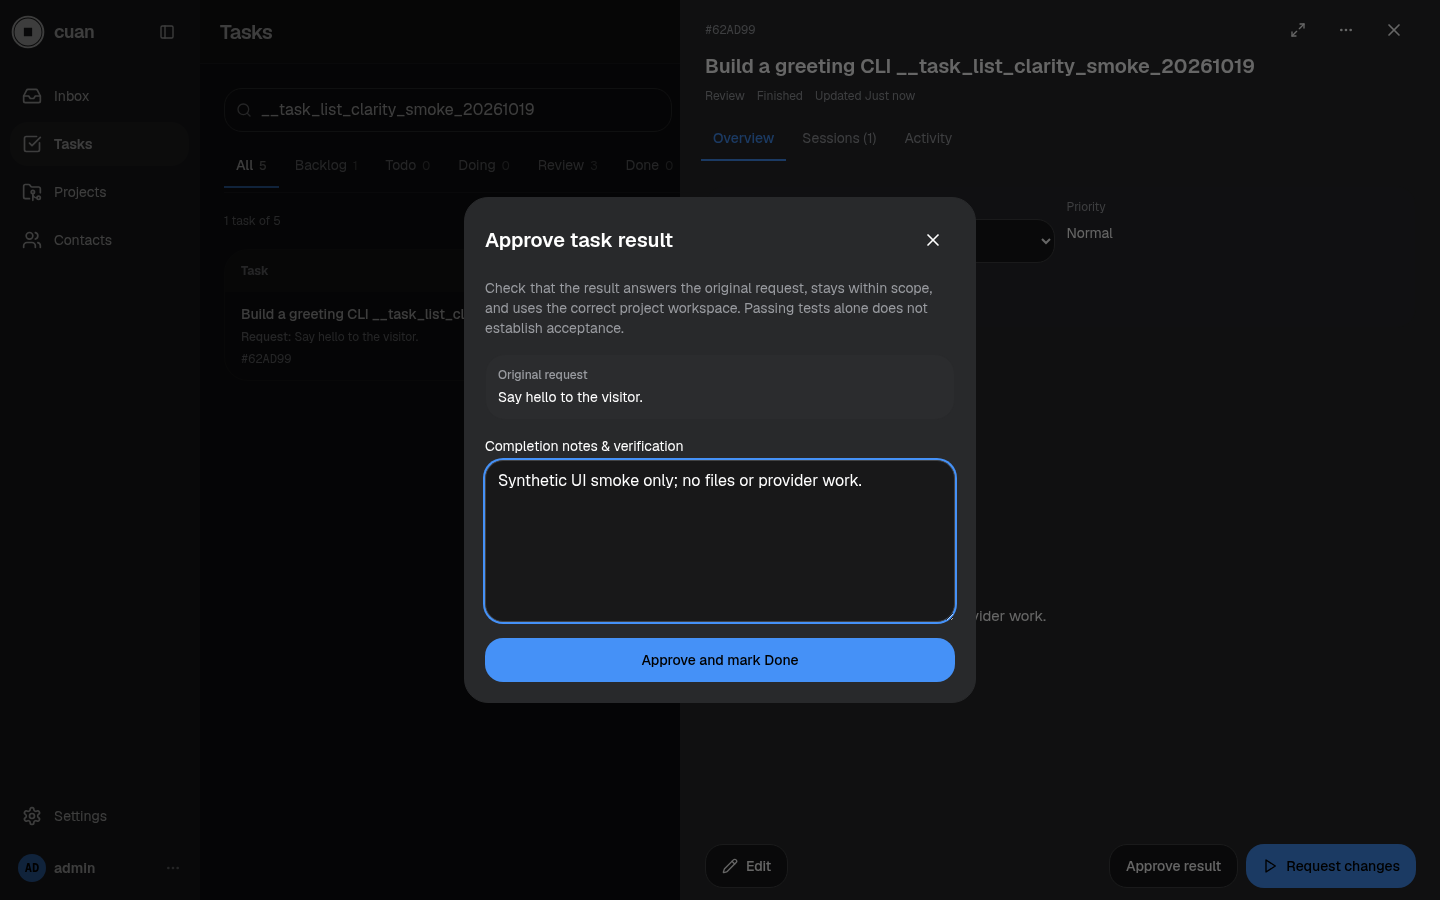 cuan
Inbox
Tasks
Projects
Contacts
Settings
AD admin
Tasks
__task_list_clarity_smoke_20261019
All 5 Backlog 1 Todo 0 Doing 0 Review 3 Done 0
1 task of 5
Task
Build a greeting CLI __task_list_cl
Request: Say hello to the visitor.
#62AD99
#62AD99
Build a greeting CLI __task_list_clarity_smoke_20261019
Review Finished Updated Just now
Overview Sessions (1) Activity
Priority
Normal
vider work.
Edit
Approve result
Request changes
Approve task result
Check that the result answers the original request, stays within scope,
and uses the correct project workspace. Passing tests alone does not
establish acceptance.
Original request
Say hello to the visitor.
Completion notes & verification
Synthetic UI smoke only; no files or provider work.
Approve and mark Done